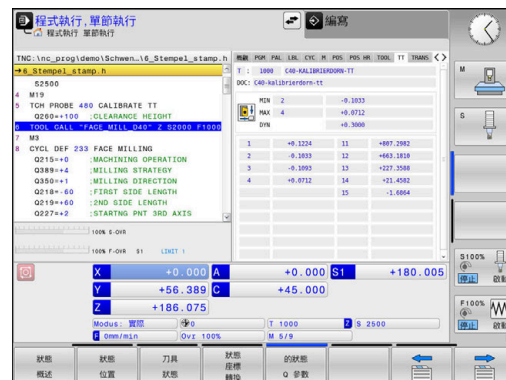 程式執行,單節執行
程式執行 單節執行
編寫
TNC:\nc_prog\demo\Schwen…\6_Stempel_stamp.h
→6_Stempel_stamp.h
S2500
4 M19
5 TCH PROBE 480 CALIBRATE TT
Q260=+100 ;CLEARANCE HEIGHT
6 TOOL CALL "FACE_MILL_D40" Z S2000 F1000
7 M3
8 CYCL DEF 233 FACE MILLING
Q215=+0 ;MACHINING OPERATION
Q389=+4 ;MILLING STRATEGY
Q350=+1 ;MILLING DIRECTION
Q218=-60 ;FIRST SIDE LENGTH
Q219=+60 ;2ND SIDE LENGTH
Q227=+2 ;STARTNG PNT 3RD AXIS
100% S-OVR
100% F-OVR S1 LIMIT 1
PGM PAL LBL CYC M POS POS HR TOOL TT TRANS
T : 1000 C40-KALIBRIERDORN-TT
DOC: C40-kalibrierdorn-tt
MIN 2 -0.1033
MAX 4 +0.0712
DYN +0.3000
1 +0.1224 11 +807.2982
2 -0.1033 12 +663.1810
3 -0.1093 13 +227.3588
4 +0.0712 14 +21.4502
15 -1.6864
X +0.000 A +0.000 S1 +180.005
Y +56.389 C +45.000
Z +186.075
Modus: 實際 0 T 1000 Z S 2500
F 0mm/min Ovr 100% M 5/9
狀態 概述
狀態 位置
刀具 狀態
狀態 座標 轉換
的狀態 Q 參數
M
S
S100%
停止 啟動
F100%
停止 啟動